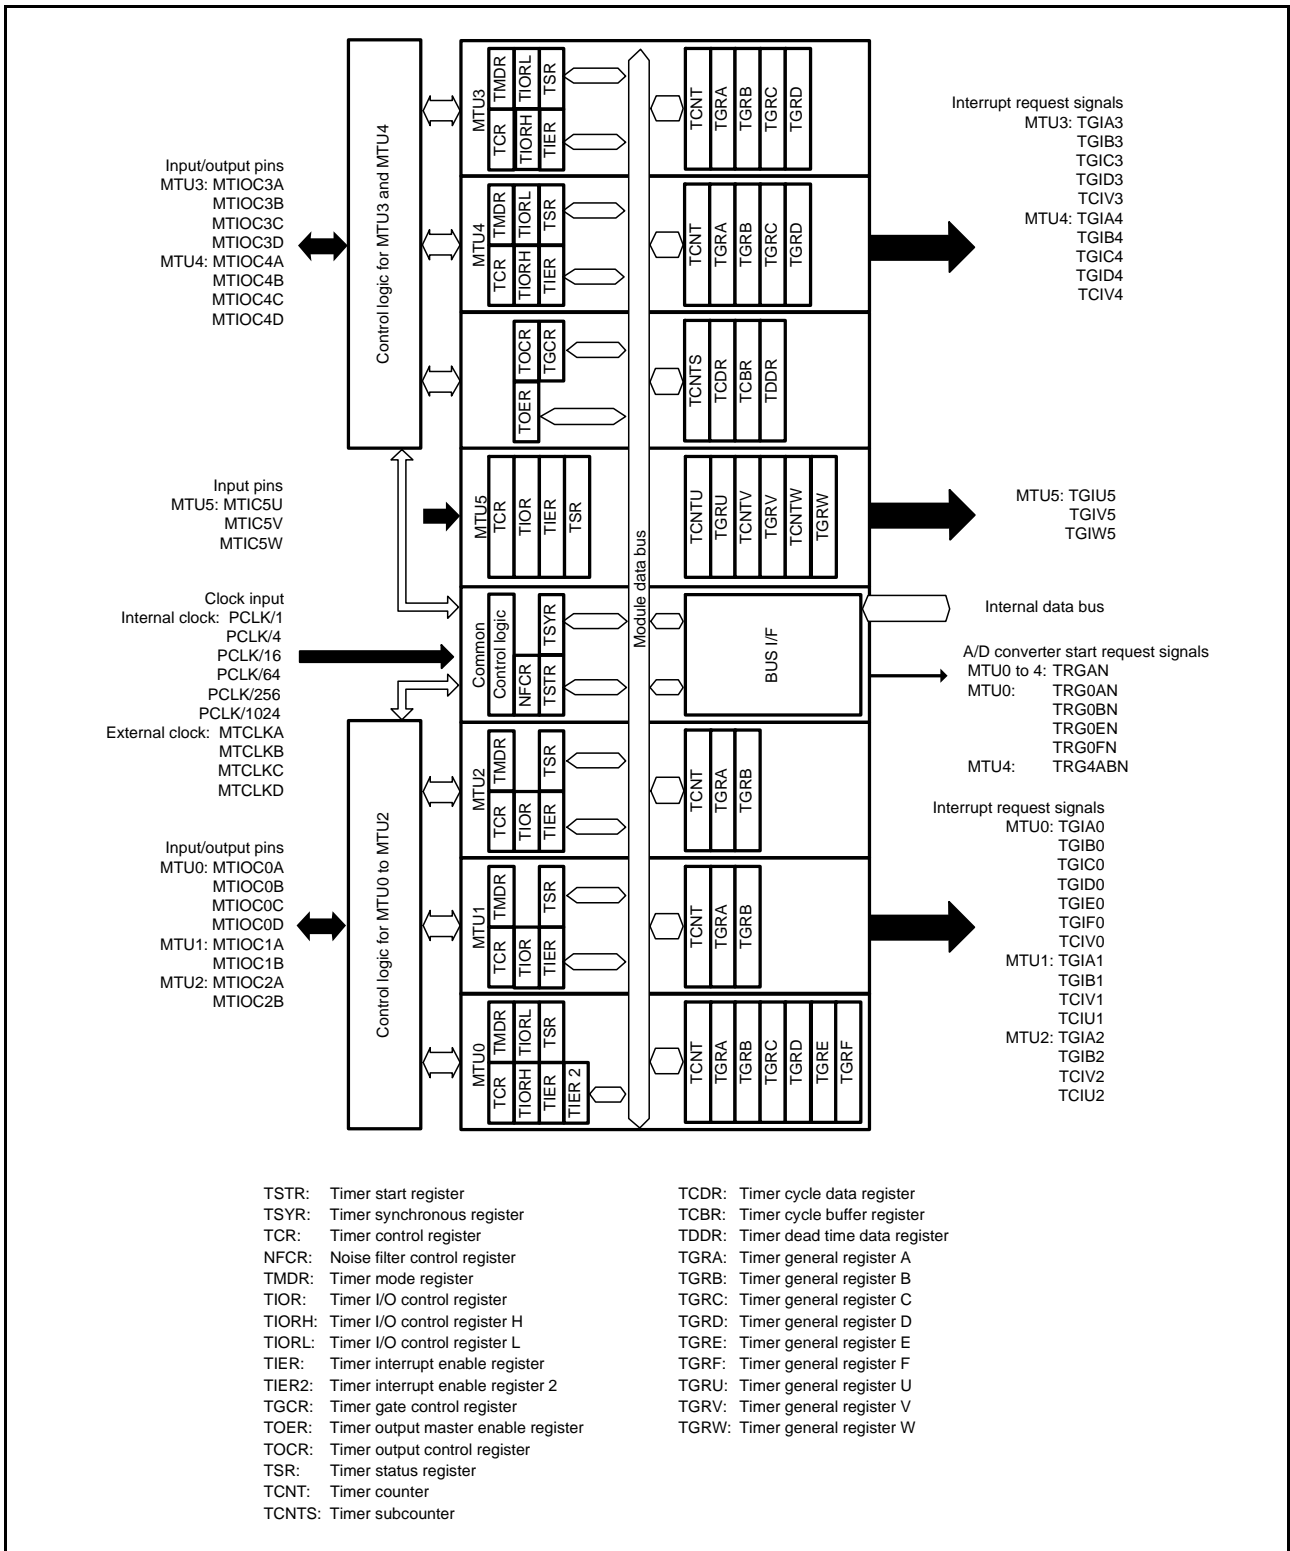 Input/output pins
MTU3: MTIOC3A
MTIOC3B
MTIOC3C
MTIOC3D
MTU4: MTIOC4A
MTIOC4B
MTIOC4C
MTIOC4D
Input pins
MTU5: MTIC5U
MTIC5V
MTIC5W
Clock input
Internal clock: PCLK/1
PCLK/4
PCLK/16
PCLK/64
PCLK/256
PCLK/1024
External clock: MTCLKA
MTCLKB
MTCLKC
MTCLKD
Input/output pins
MTU0: MTIOC0A
MTIOC0B
MTIOC0C
MTIOC0D
MTU1: MTIOC1A
MTIOC1B
MTU2: MTIOC2A
MTIOC2B
Control logic for MTU3 and MTU4
Control logic for MTU0 to MTU2
MTU3
TMDR
TIORL
TSR
TCR
TIORH
TIER
TCNT
TGRA
TGRB
TGRC
TGRD
MTU4
TMDR
TIORL
TSR
TCR
TIORH
TIER
TCNT
TGRA
TGRB
TGRC
TGRD
TOCR
TGCR
TOER
TCNTS
TCDR
TCBR
TDDR
MTU5
TCR
TIOR
TIER
TSR
TCNTU
TGRU
TCNTV
TGRV
TCNTW
TGRW
Module data bus
Common
Control logic
TSYR
NFCR
TSTR
BUS I/F
MTU2
TMDR
TSR
TCR
TIOR
TIER
TCNT
TGRA
TGRB
MTU1
TMDR
TSR
TCR
TIOR
TIER
TCNT
TGRA
TGRB
MTU0
TMDR
TIORL
TSR
TCR
TIORH
TIER
TIER 2
TCNT
TGRA
TGRB
TGRC
TGRD
TGRE
TGRF
Interrupt request signals
MTU3: TGIA3
TGIB3
TGIC3
TGID3
TCIV3
MTU4: TGIA4
TGIB4
TGIC4
TGID4
TCIV4
MTU5: TGIU5
TGIV5
TGIW5
Internal data bus
A/D converter start request signals
MTU0 to 4: TRGAN
MTU0: TRG0AN
TRG0BN
TRG0EN
TRG0FN
MTU4: TRG4ABN
Interrupt request signals
MTU0: TGIA0
TGIB0
TGIC0
TGID0
TGIE0
TGIF0
TCIV0
MTU1: TGIA1
TGIB1
TCIV1
TCIU1
MTU2: TGIA2
TGIB2
TCIV2
TCIU2
TSTR: Timer start register
TSYR: Timer synchronous register
TCR: Timer control register
NFCR: Noise filter control register
TMDR: Timer mode register
TIOR: Timer I/O control register
TIORH: Timer I/O control register H
TIORL: Timer I/O control register L
TIER: Timer interrupt enable register
TIER2: Timer interrupt enable register 2
TGCR: Timer gate control register
TOER: Timer output master enable register
TOCR: Timer output control register
TSR: Timer status register
TCNT: Timer counter
TCNTS: Timer subcounter
TCDR: Timer cycle data register
TCBR: Timer cycle buffer register
TDDR: Timer dead time data register
TGRA: Timer general register A
TGRB: Timer general register B
TGRC: Timer general register C
TGRD: Timer general register D
TGRE: Timer general register E
TGRF: Timer general register F
TGRU: Timer general register U
TGRV: Timer general register V
TGRW: Timer general register W